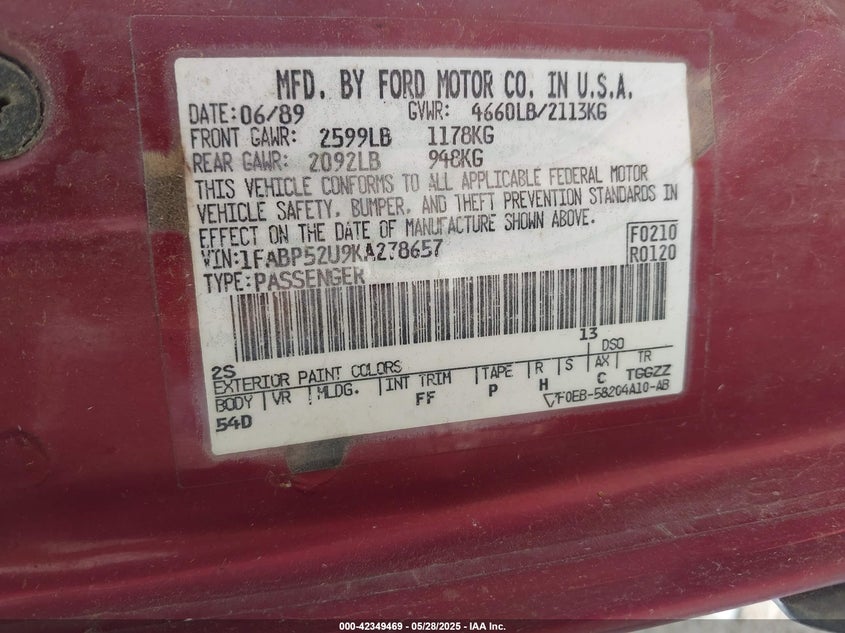 MFD. BY FORD MOTOR CO. IN U.S.A.
DATE: 06/89 GVWR: 4660LB/2113KG
FRONT GAWR: 2599LB 1178KG
REAR GAWR: 2092LB 948KG
THIS VEHICLE CONFORMS TO ALL APPLICABLE FEDERAL MOTOR
VEHICLE SAFETY, BUMPER, AND THEFT PREVENTION STANDARDS IN
EFFECT ON THE DATE OF MANUFACTURE SHOWN ABOVE.
VIN: 1FABP52U9KA278657 F0210
TYPE: PASSENGER R0120
13
2S DSO
EXTERIOR PAINT COLORS
BODY VR MLDG. INT TRIM TAPE R S AX TR
54D FF P H C TGGZZ
F0EB-58204A10-AB
000-42349469 — 05/28/2025 — IAA Inc.